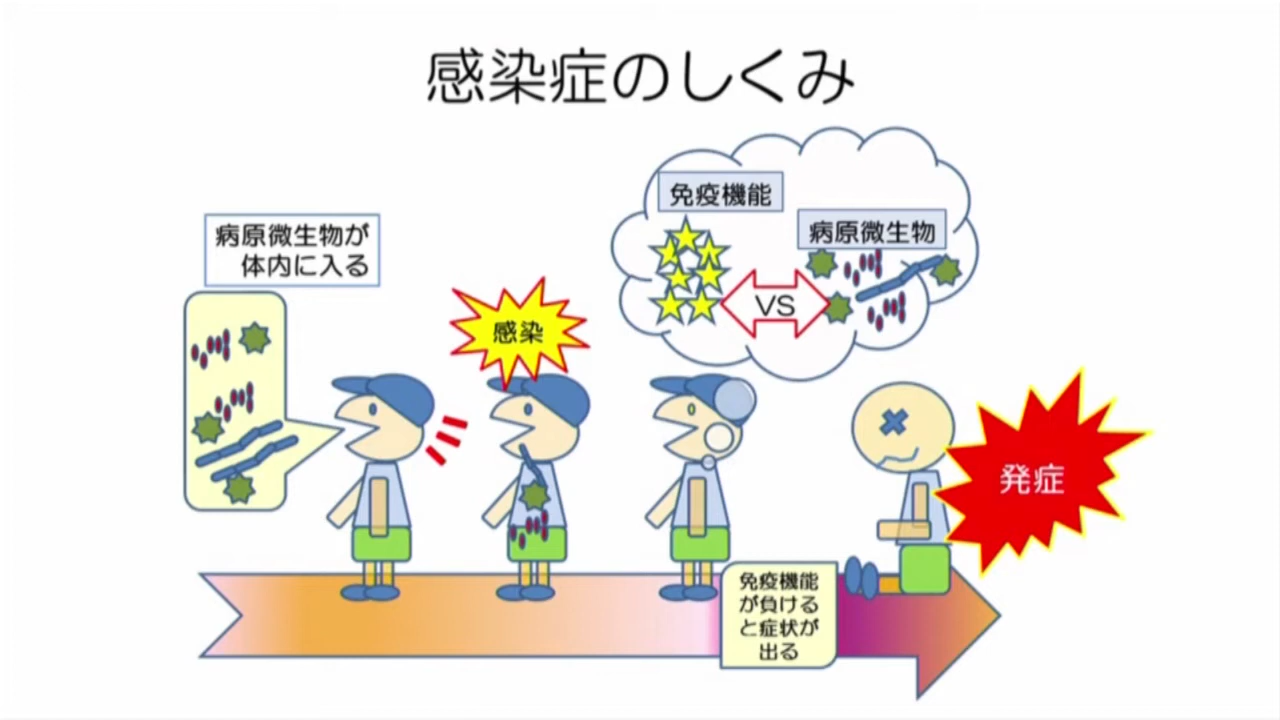 感染症のしくみ
免疫機能
病原微生物
病原微生物が
体内に入る
VS
感染
発症
免疫機能
が負ける
と症状が
出る